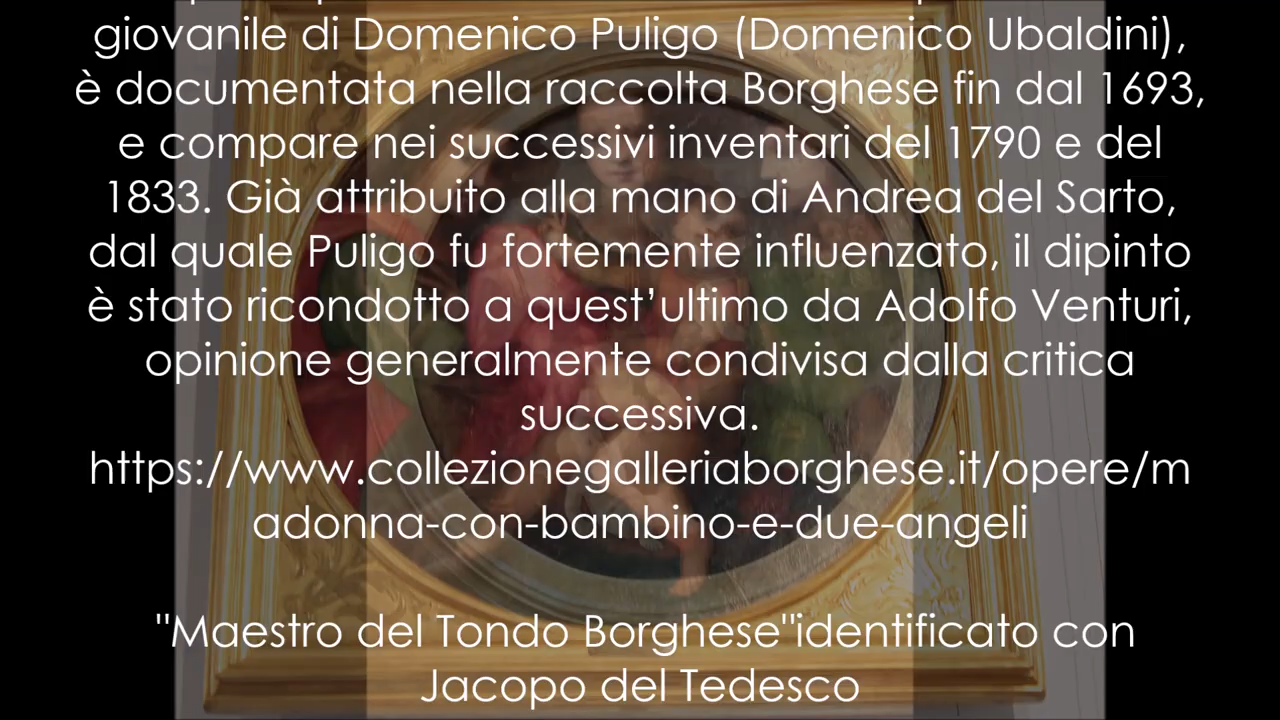 giovanile di Domenico Puligo (Domenico Ubaldini),
è documentata nella raccolta Borghese fin dal 1693,
e compare nei successivi inventari del 1790 e del
1833. Già attribuito alla mano di Andrea del Sarto,
dal quale Puligo fu fortemente influenzato, il dipinto
è stato ricondotto a quest’ultimo da Adolfo Venturi,
opinione generalmente condivisa dalla critica
successiva.
https://www.collezionegalleriaborghese.it/opere/m
adonna-con-bambino-e-due-angeli
"Maestro del Tondo Borghese"identificato con
Jacopo del Tedesco